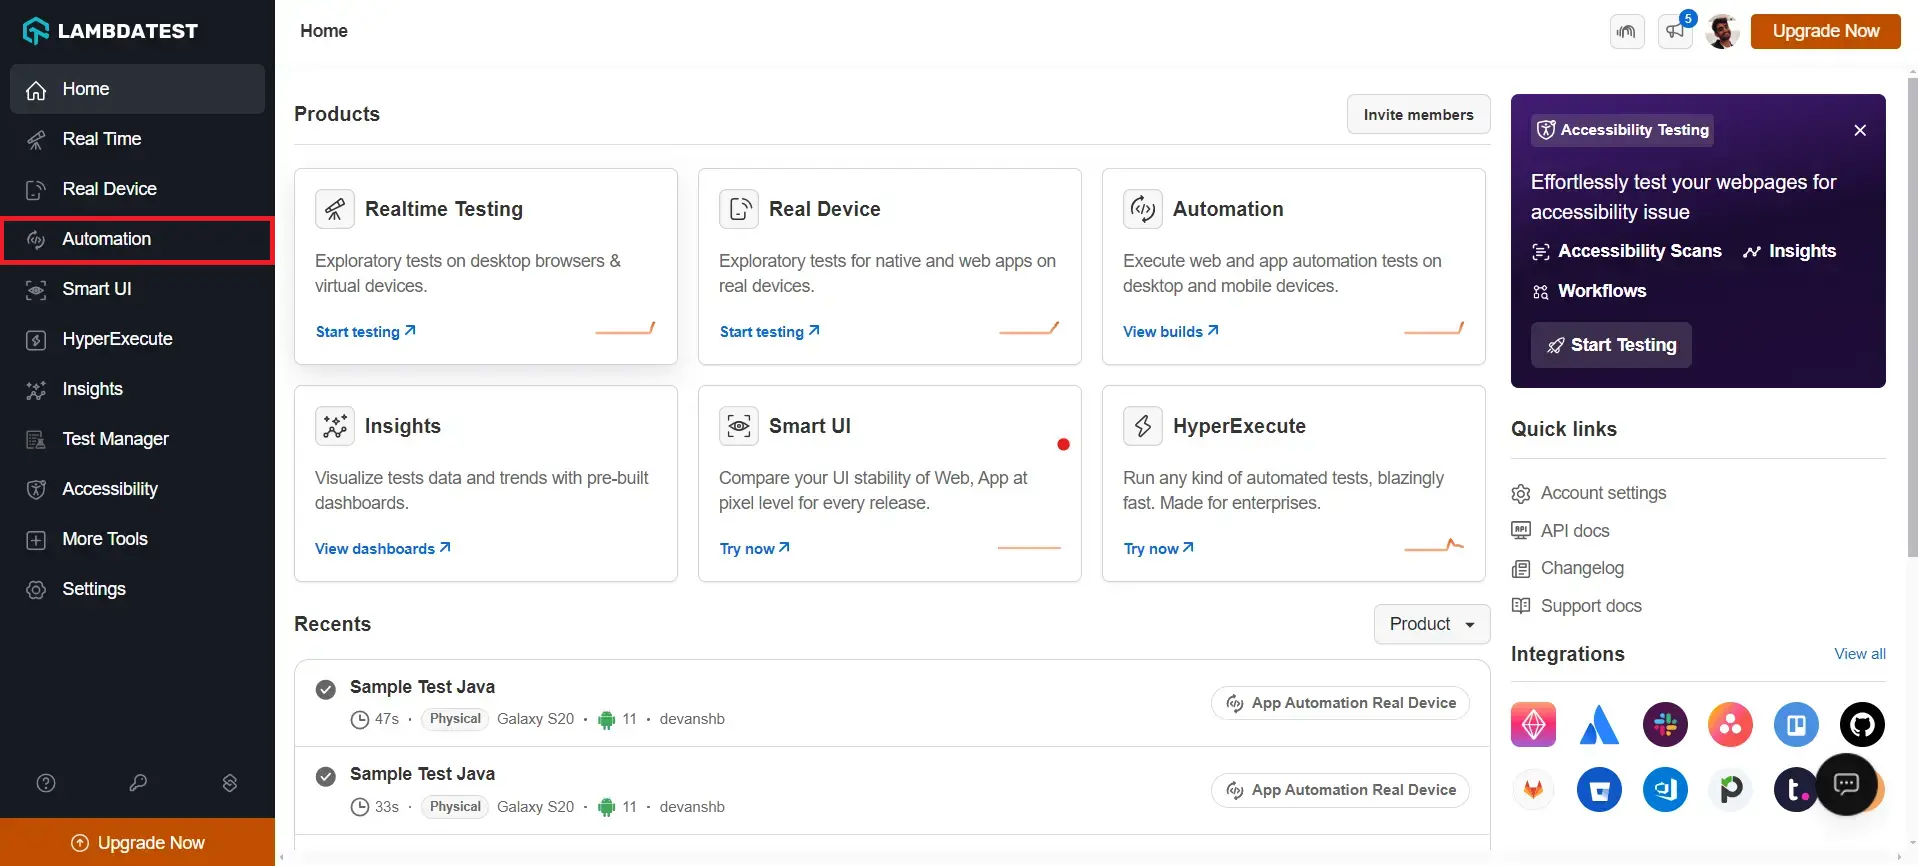 LAMBDATEST
Home
Real Time
Real Device
Automation
Smart UI
HyperExecute
Insights
Test Manager
Accessibility
More Tools
Settings
Upgrade Now
Home
5
Upgrade Now
Products
Invite members
Realtime Testing
Exploratory tests on desktop browsers &
virtual devices.
Start testing
Real Device
Exploratory tests for native and web apps on
real devices.
Start testing
Automation
Execute web and app automation tests on
desktop and mobile devices.
View builds
Insights
Visualize tests data and trends with pre-built
dashboards.
View dashboards
Smart UI
Compare your UI stability of Web, App at
pixel level for every release.
Try now
HyperExecute
Run any kind of automated tests, blazingly
fast. Made for enterprises.
Try now
Recents
Product
Sample Test Java
47s · Physical Galaxy S20 · 11 · devanshb
App Automation Real Device
Sample Test Java
33s · Physical Galaxy S20 · 11 · devanshb
App Automation Real Device
Accessibility Testing
Effortlessly test your webpages for
accessibility issue
Accessibility Scans Insights
Workflows
Start Testing
Quick links
Account settings
API docs
Changelog
Support docs
Integrations
View all
t.